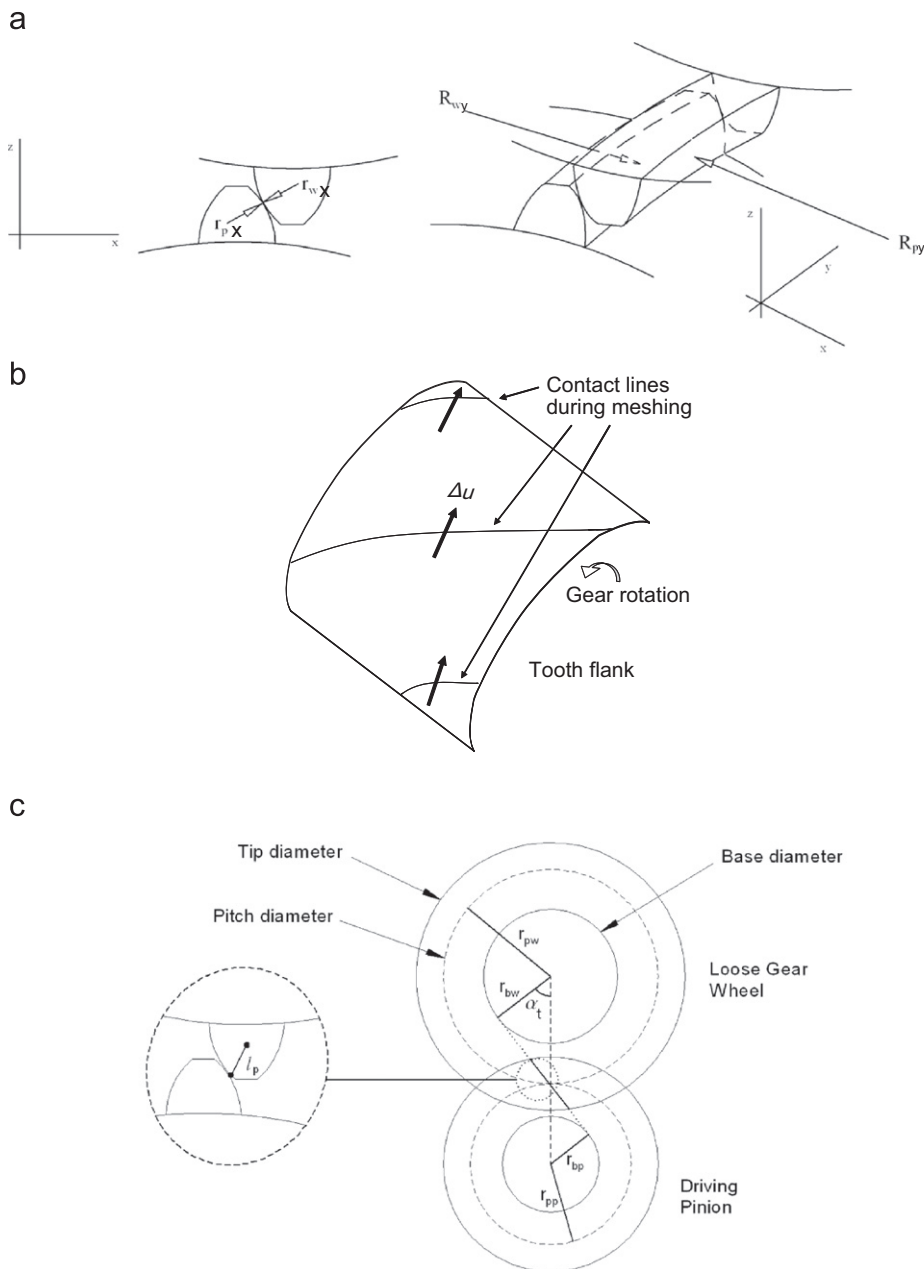 a
z
x
r_w X
r_p X
R_wy
R_py
z
y
x
b
Contact lines
during meshing
Δu
Gear rotation
Tooth flank
c
Tip diameter
Base diameter
Pitch diameter
r_pw
r_bw
α_t
Loose Gear
Wheel
l_p
r_bp
r_pp
Driving
Pinion